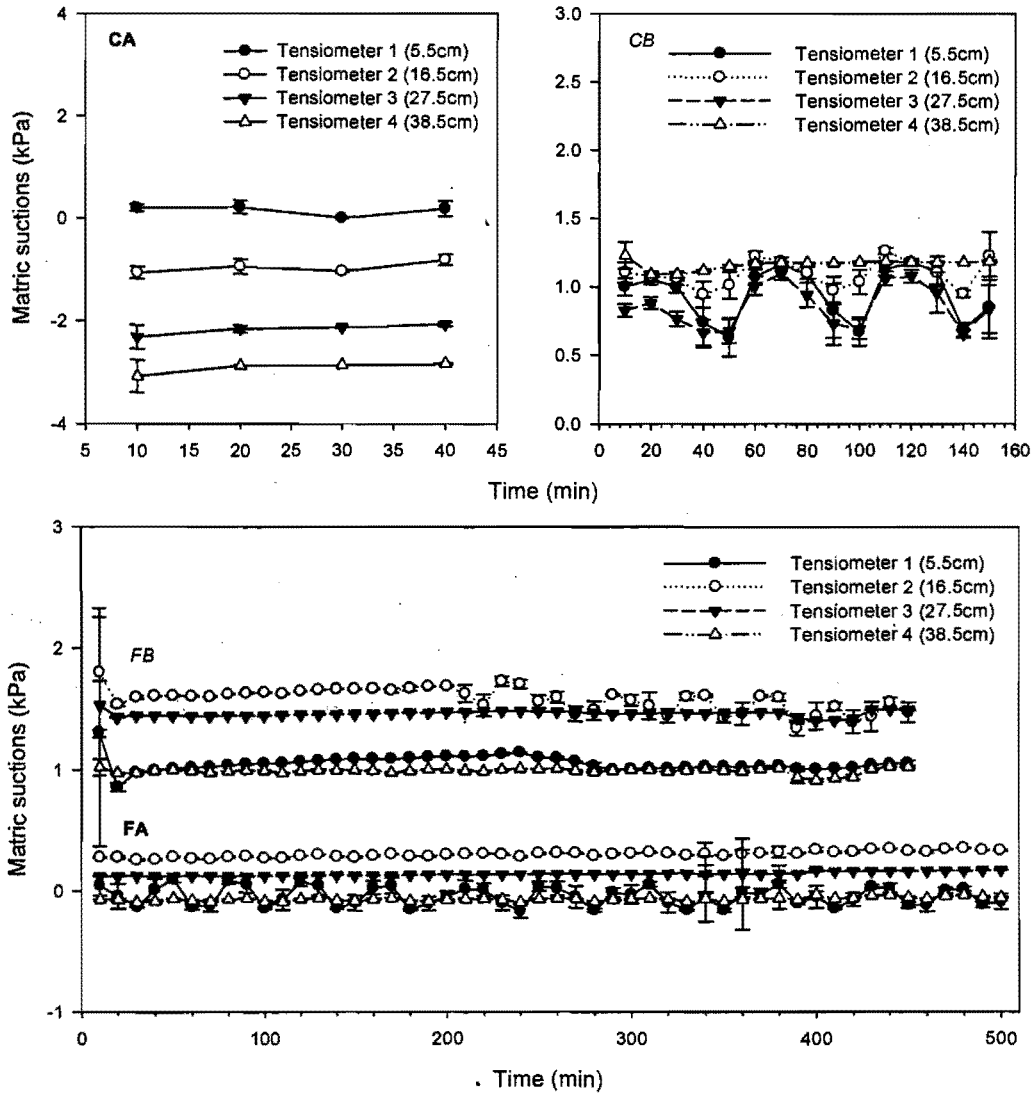 CA
Tensiometer 1 (5.5cm)
Tensiometer 2 (16.5cm)
Tensiometer 3 (27.5cm)
Tensiometer 4 (38.5cm)
4
2
0
-2
-4
Matric suctions (kPa)
5 10 15 20 25 30 35 40 45
CB
Tensiometer 1 (5.5cm)
Tensiometer 2 (16.5cm)
Tensiometer 3 (27.5cm)
Tensiometer 4 (38.5cm)
3.0
2.5
2.0
1.5
1.0
0.5
0.0
0 20 40 60 80 100 120 140 160
Time (min)
Tensiometer 1 (5.5cm)
Tensiometer 2 (16.5cm)
Tensiometer 3 (27.5cm)
Tensiometer 4 (38.5cm)
FB
FA
3
2
1
0
-1
Matric suctions (kPa)
0 100 200 300 400 500
Time (min)